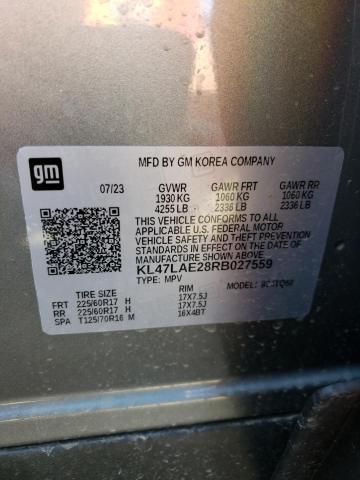 gm
MFD BY GM KOREA COMPANY
07/23 GVWR GAWR FRT GAWR RR
1930 KG 1060 KG 1060 KG
4255 LB 2336 LB 2336 LB
THIS VEHICLE CONFORMS TO ALL
APPLICABLE U.S. FEDERAL MOTOR
VEHICLE SAFETY AND THEFT
PREVENTION STANDARDS IN EFFECT
ON THE DATE OF MANUFACTURE
SHOWN ABOVE
KL47LAE28RB027559
TYPE: MPV MODEL:
TIRE SIZE RIM
FRT 225/60R17 H 17X7.5J
RR 225/60R17 H 17X7.5J
SPA T125/70R16 M 16X4BT